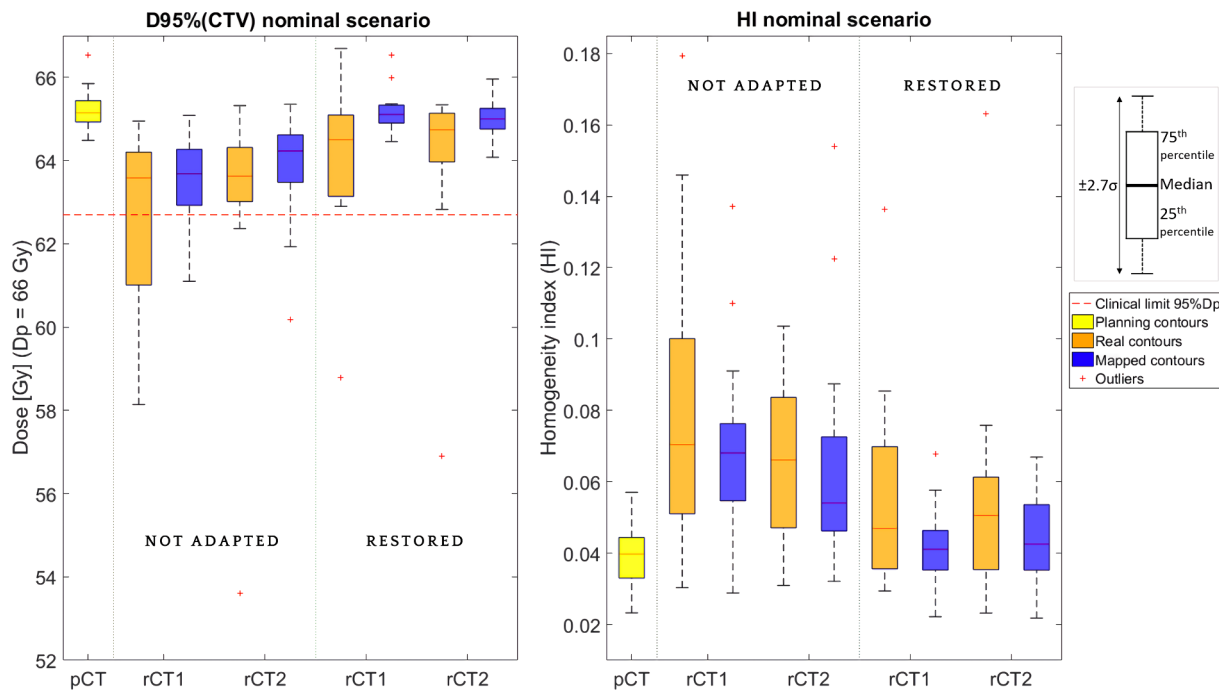 D95%(CTV) nominal scenario
Dose [Gy] (Dp = 66 Gy)
66
64
62
60
58
56
54
52
NOT ADAPTED
RESTORED
pCT
rCT1
rCT2
rCT1
rCT2
HI nominal scenario
Homogeneity index (HI)
0.18
0.16
0.14
0.12
0.1
0.08
0.06
0.04
0.02
NOT ADAPTED
RESTORED
pCT
rCT1
rCT2
rCT1
rCT2
±2.7σ
75th
percentile
Median
25th
percentile
Clinical limit 95%Dp
Planning contours
Real contours
Mapped contours
Outliers